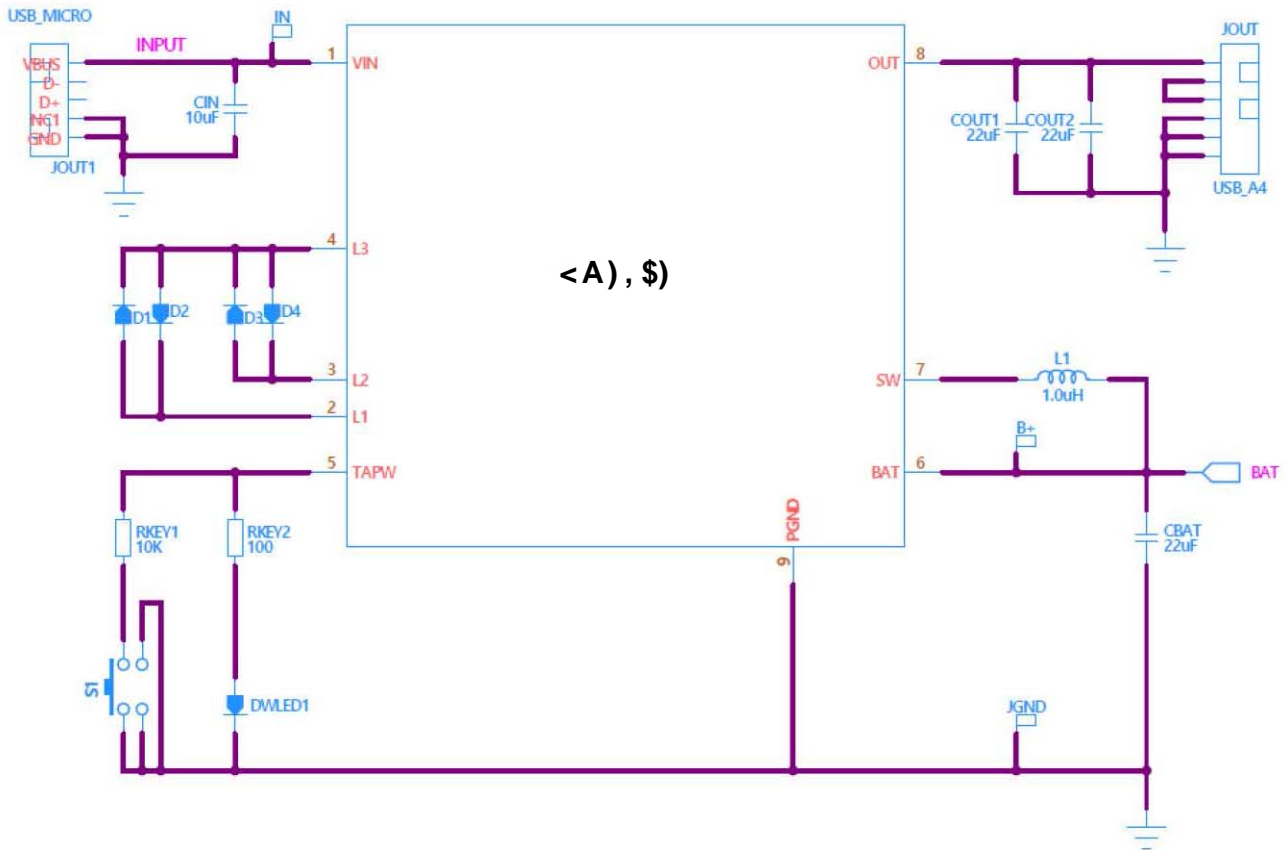 USB_MICRO
IN
INPUT
VBUS
D-
D+
NC1
GND
JOUT1
CIN
10uF
1
VIN
OUT
8
JOUT
COUT1
22uF
COUT2
22uF
USB_A4
4
L3
<A),$)
D1
D2
D3
D4
3
L2
2
L1
SW
7
L1
1.0uH
B+
5
TAPW
BAT
6
BAT
RKEY1
10K
RKEY2
100
PGND
9
CBAT
22uF
S1
DWLED1
JGND